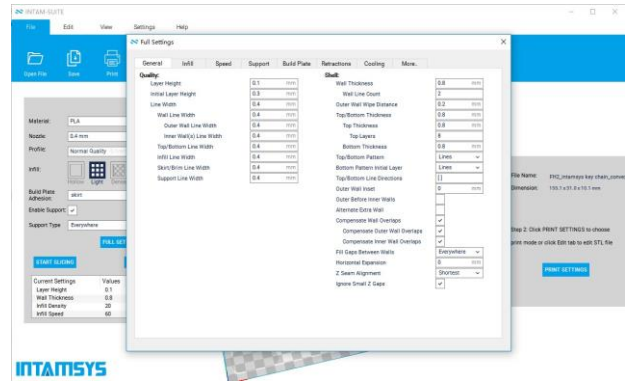 INTAM-SUITE
File Edit View Settings Help
Open File Save Print
Full Settings
General Infill Speed Support Build Plate Retractions Cooling More..
Quality:
Layer Height 0.1 mm
Initial Layer Height 0.3 mm
Line Width 0.4 mm
Wall Line Width 0.4 mm
Outer Wall Line Width 0.4 mm
Inner Wall(s) Line Width 0.4 mm
Top/Bottom Line Width 0.4 mm
Infill Line Width 0.4 mm
Skirt/Brim Line Width 0.4 mm
Support Line Width 0.4 mm
Shell:
Wall Thickness 0.8 mm
Wall Line Count 2
Outer Wall Wipe Distance 0.2 mm
Top/Bottom Thickness 0.8 mm
Top Thickness 0.8 mm
Top Layers 8
Bottom Thickness 0.8 mm
Top/Bottom Pattern Lines
Bottom Pattern Initial Layer Lines
Top/Bottom Line Directions [ ]
Outer Wall Inset 0 mm
Outer Before Inner Walls
Alternate Extra Wall
Compensate Wall Overlaps
Compensate Outer Wall Overlaps
Compensate Inner Wall Overlaps
Fill Gaps Between Walls Everywhere
Horizontal Expansion 0 mm
Z Seam Alignment Shortest
Ignore Small Z Gaps
Material: PLA
Nozzle: 0.4 mm
Profile: Normal Quality
Infill:
Hollow Light Dense
Build Plate
Adhesion: skirt
Enable Support:
Support Type Everywhere
FULL SET
START SLICING
Current Settings Values
Layer Height 0.1
Wall Thickness 0.8
Infill Density 20
Infill Speed 60
File Name:
Dimension:
Step 2: Click PRINT SETTINGS to choose
print mode or click Edit tab to edit STL file
PRINT SETTINGS
INTAMSYS